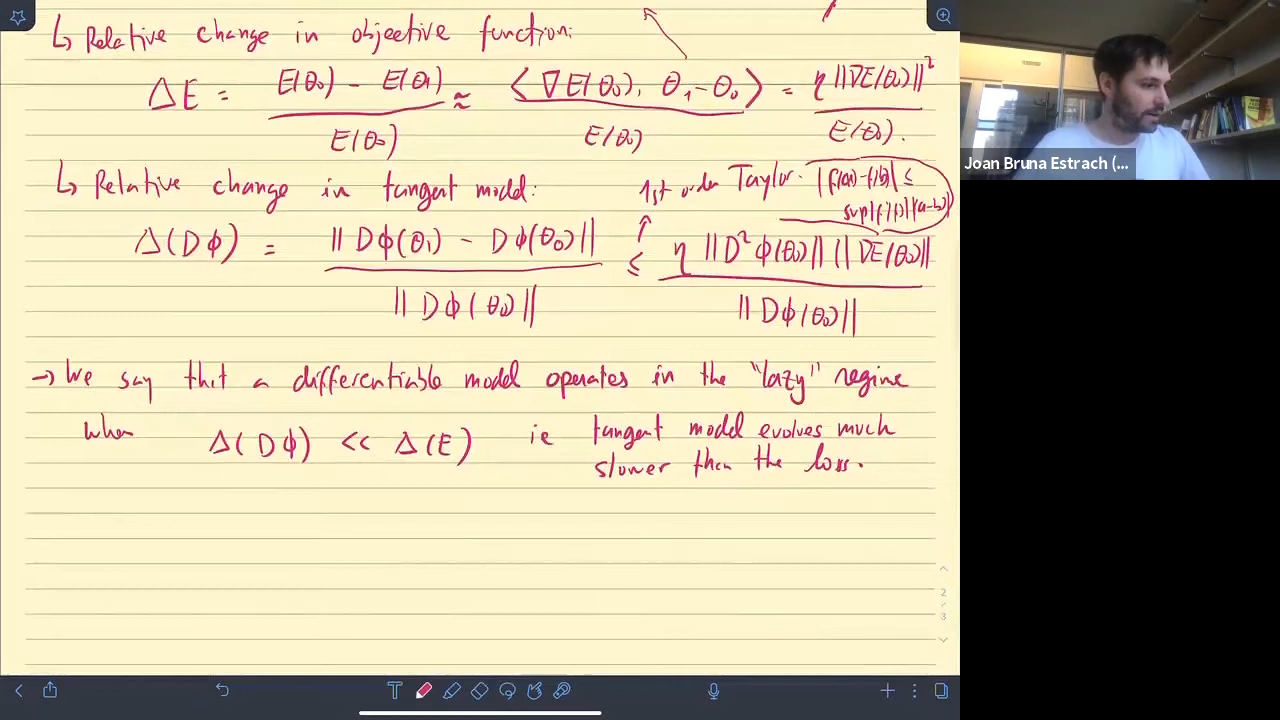 ↳ Relative change in objective function:
ΔE = E(θ₀) − E(θ₁) / E(θ₀) ≈ ⟨∇E(θ₀), θ₁−θ₀⟩ / E(θ₀) = η ||∇E(θ₀)||² / E(θ₀).
Joan Bruna Estrach (...
↳ Relative change in tangent model:
1st order Taylor. |f(a)−f(b)| ≤ sup|f'(p)| |a−b|
Δ(Dϕ) = || Dϕ(θ₁) − Dϕ(θ₀) || / || Dϕ(θ₀) || ≤ η || D²ϕ(θ₀) || || ∇E(θ₀) || / || Dϕ(θ₀) ||
→ We say that a differentiable model operates in the "lazy" regime
when Δ(Dϕ) << Δ(E) ie tangent model evolves much
slower then the loss.
2
/
3
T